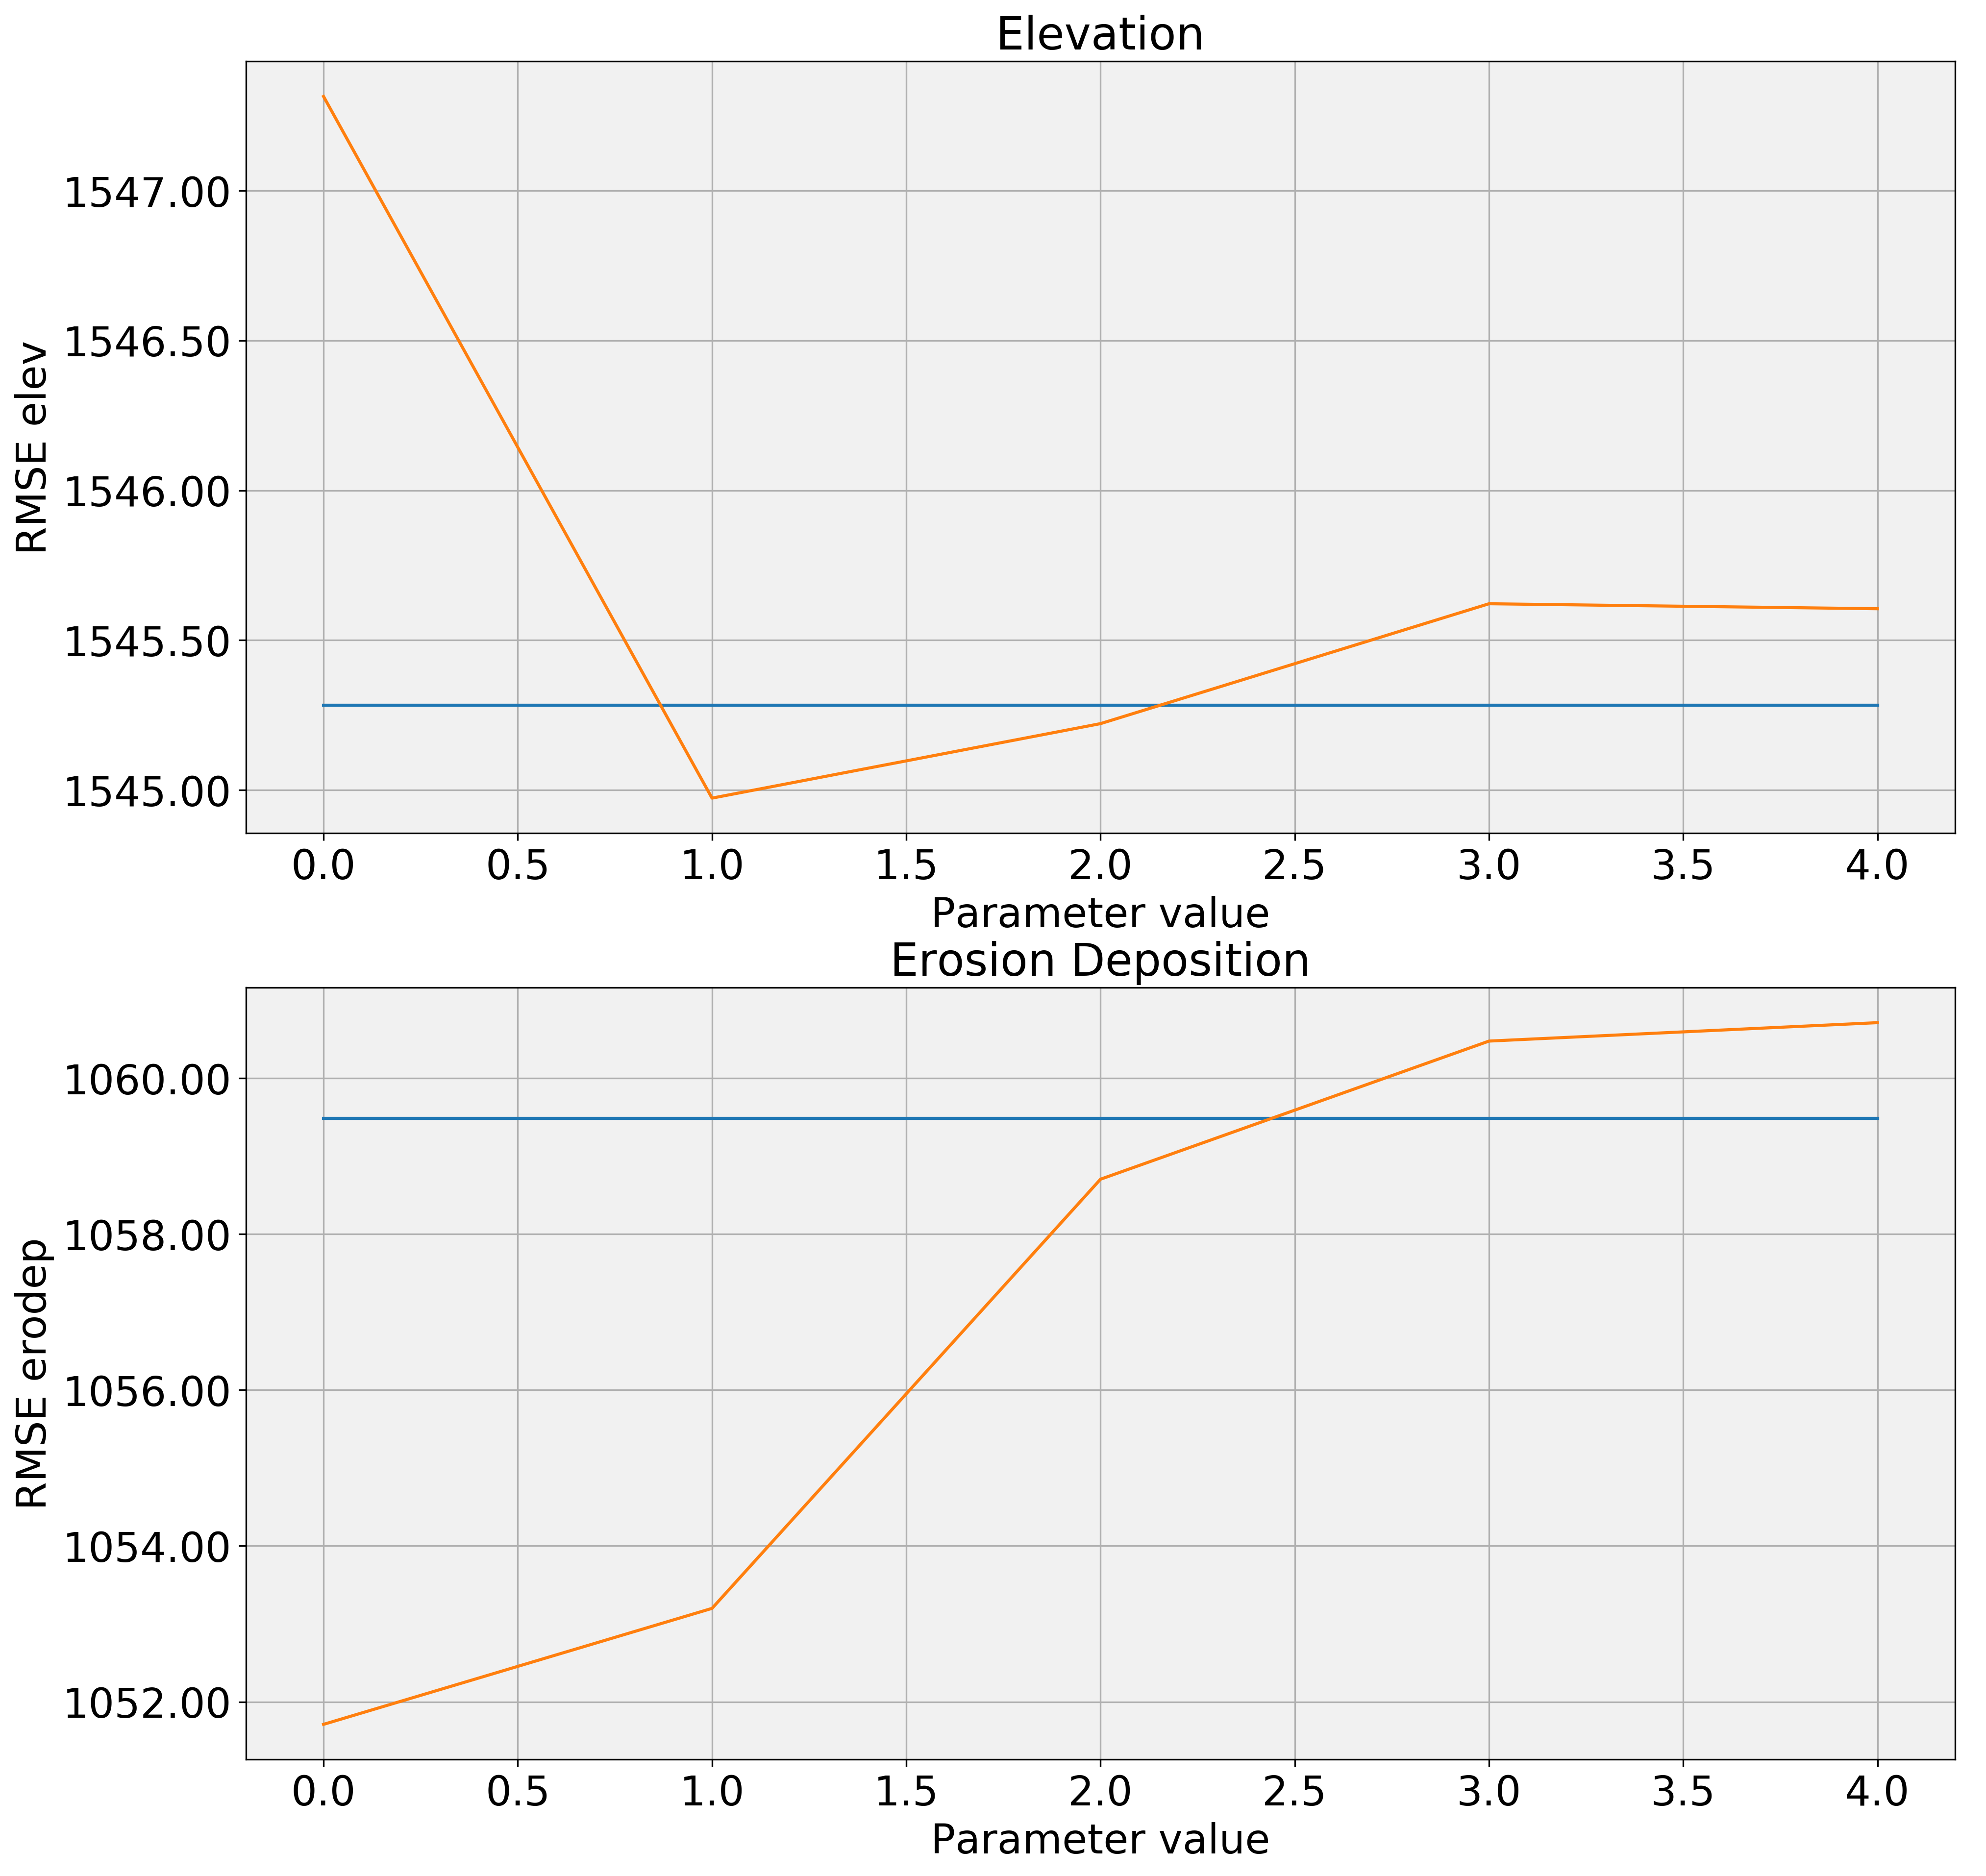 Elevation
RMSE elev
1547.00
1546.50
1546.00
1545.50
1545.00
0.0 0.5 1.0 1.5 2.0 2.5 3.0 3.5 4.0
Parameter value
Erosion Deposition
RMSE erodep
1060.00
1058.00
1056.00
1054.00
1052.00
0.0 0.5 1.0 1.5 2.0 2.5 3.0 3.5 4.0
Parameter value